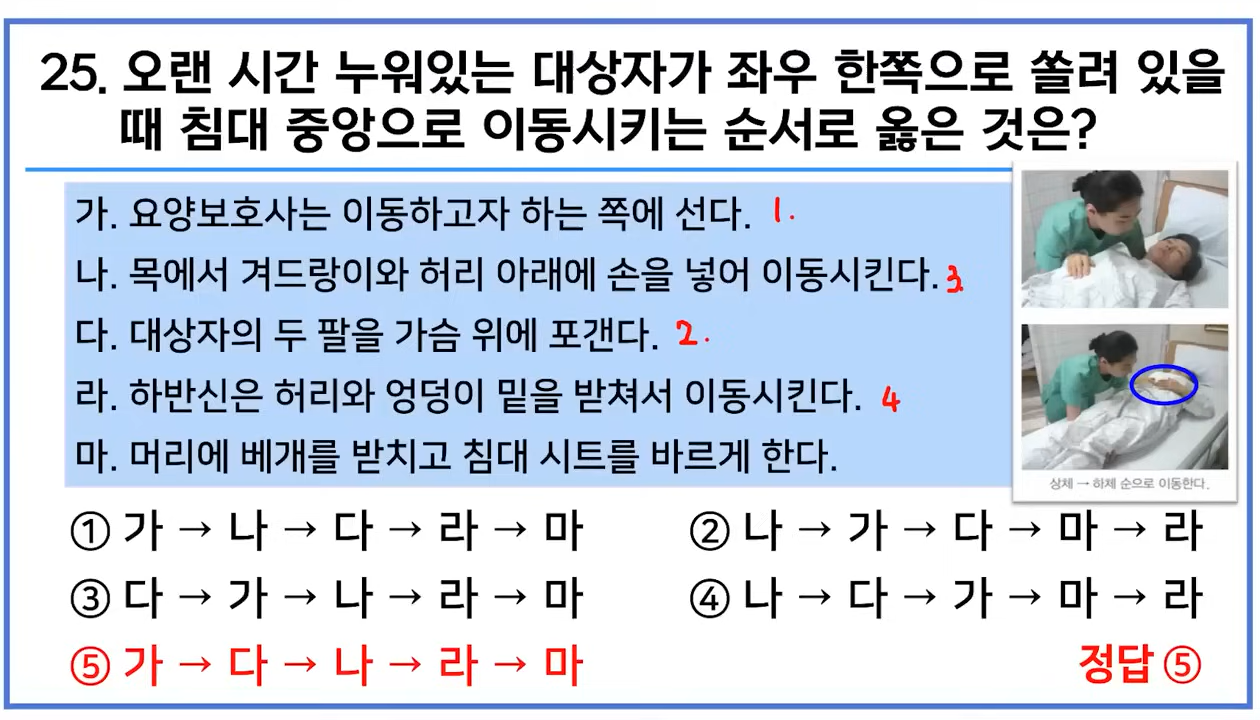 25. 오랜 시간 누워있는 대상자가 좌우 한쪽으로 쏠려 있을
때 침대 중앙으로 이동시키는 순서로 옳은 것은?
가. 요양보호사는 이동하고자 하는 쪽에 선다. 1.
나. 목에서 겨드랑이와 허리 아래에 손을 넣어 이동시킨다. 3
다. 대상자의 두 팔을 가슴 위에 포갠다. 2.
라. 하반신은 허리와 엉덩이 밑을 받쳐서 이동시킨다. 4
마. 머리에 베개를 받치고 침대 시트를 바르게 한다.
상체 → 하체 순으로 이동한다.
① 가 → 나 → 다 → 라 → 마
② 나 → 가 → 다 → 마 → 라
③ 다 → 가 → 나 → 라 → 마
④ 나 → 다 → 가 → 마 → 라
⑤ 가 → 다 → 나 → 라 → 마
정답 ⑤